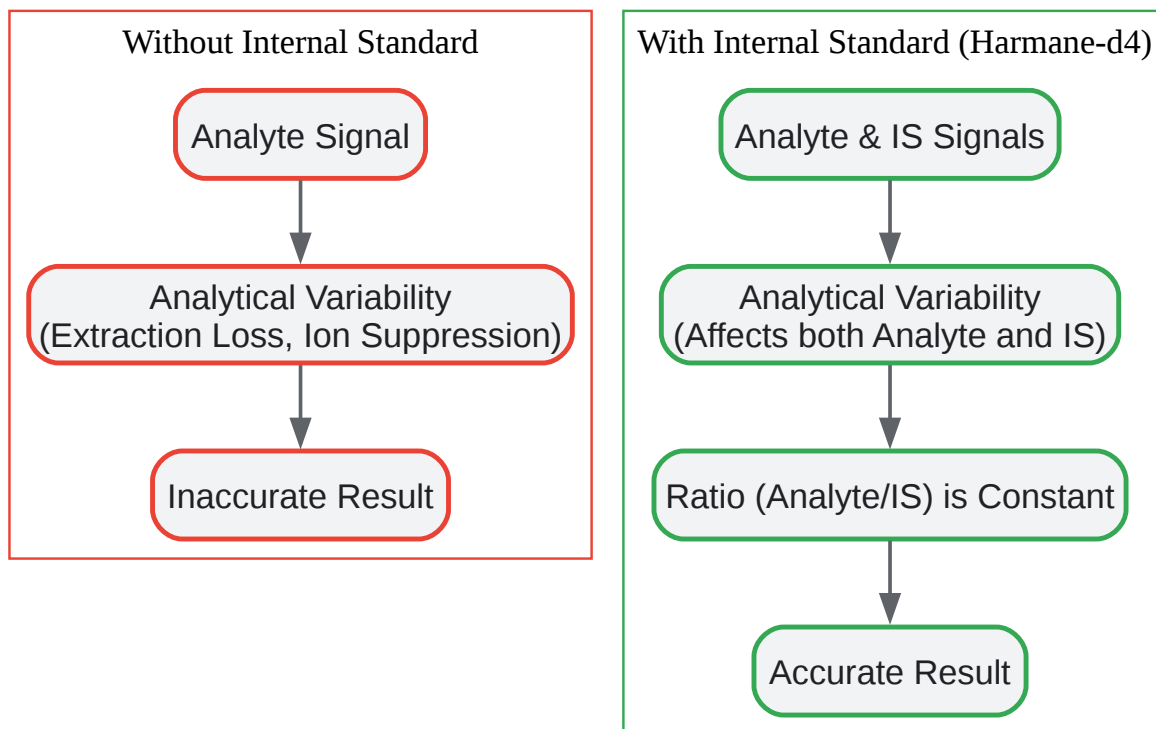 Without Internal Standard
Analyte Signal
Analytical Variability
(Extraction Loss, Ion Suppression)
Inaccurate Result
With Internal Standard (Harmane-d4)
Analyte & IS Signals
Analytical Variability
(Affects both Analyte and IS)
Ratio (Analyte/IS) is Constant
Accurate Result